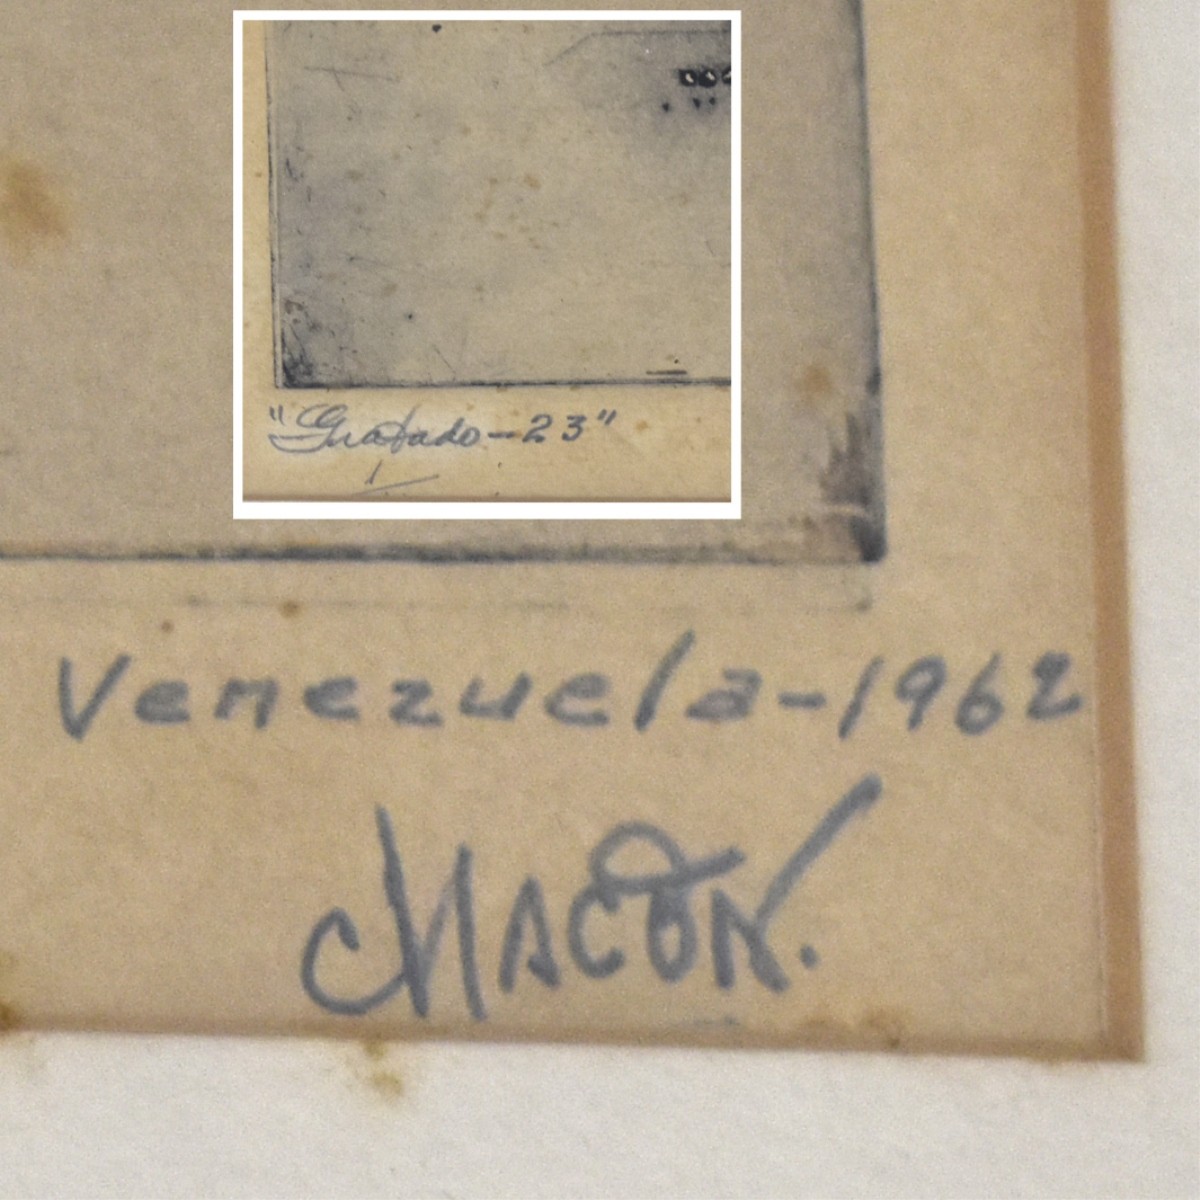 "Grabado-23"
Venezuela-1962
MACON.